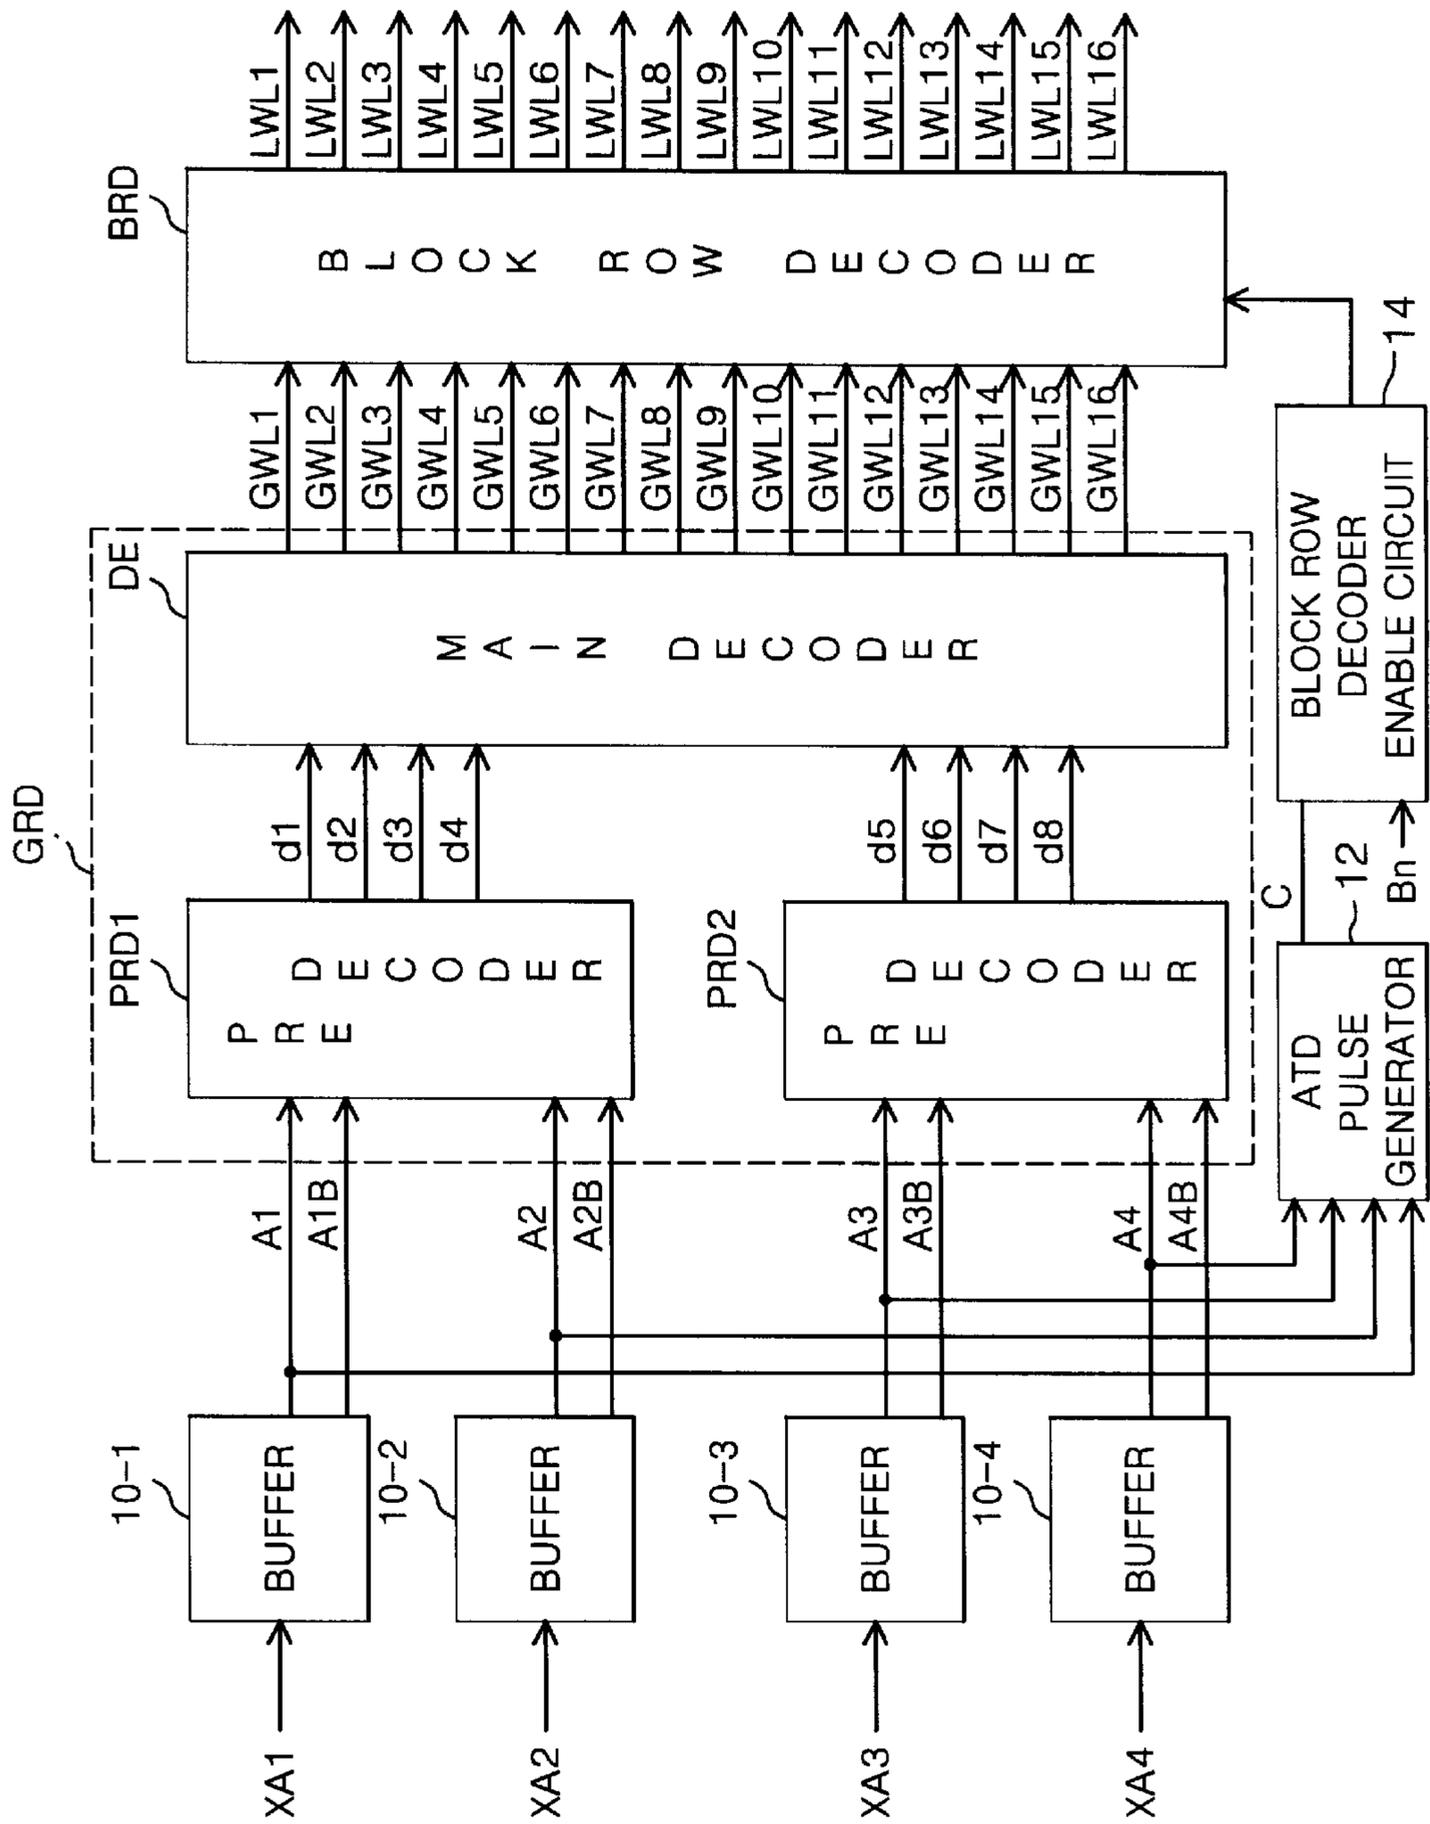 GRD
PRD1
DE
BRD
10-1
XA1
BUFFER
A1
A1B
PRE
DECODER
d1
d2
d3
d4
MAIN DECODER
GWL1
GWL2
GWL3
GWL4
GWL5
GWL6
GWL7
GWL8
GWL9
GWL10
GWL11
GWL12
GWL13
GWL14
GWL15
GWL16
BLOCK ROW DECODER
LWL1
LWL2
LWL3
LWL4
LWL5
LWL6
LWL7
LWL8
LWL9
LWL10
LWL11
LWL12
LWL13
LWL14
LWL15
LWL16
10-2
XA2
BUFFER
A2
A2B
10-3
XA3
BUFFER
A3
A3B
PRD2
PRE
DECODER
d5
d6
d7
d8
10-4
XA4
BUFFER
A4
A4B
ATD
PULSE
GENERATOR
12
C
Bn
BLOCK ROW
DECODER
ENABLE CIRCUIT
14